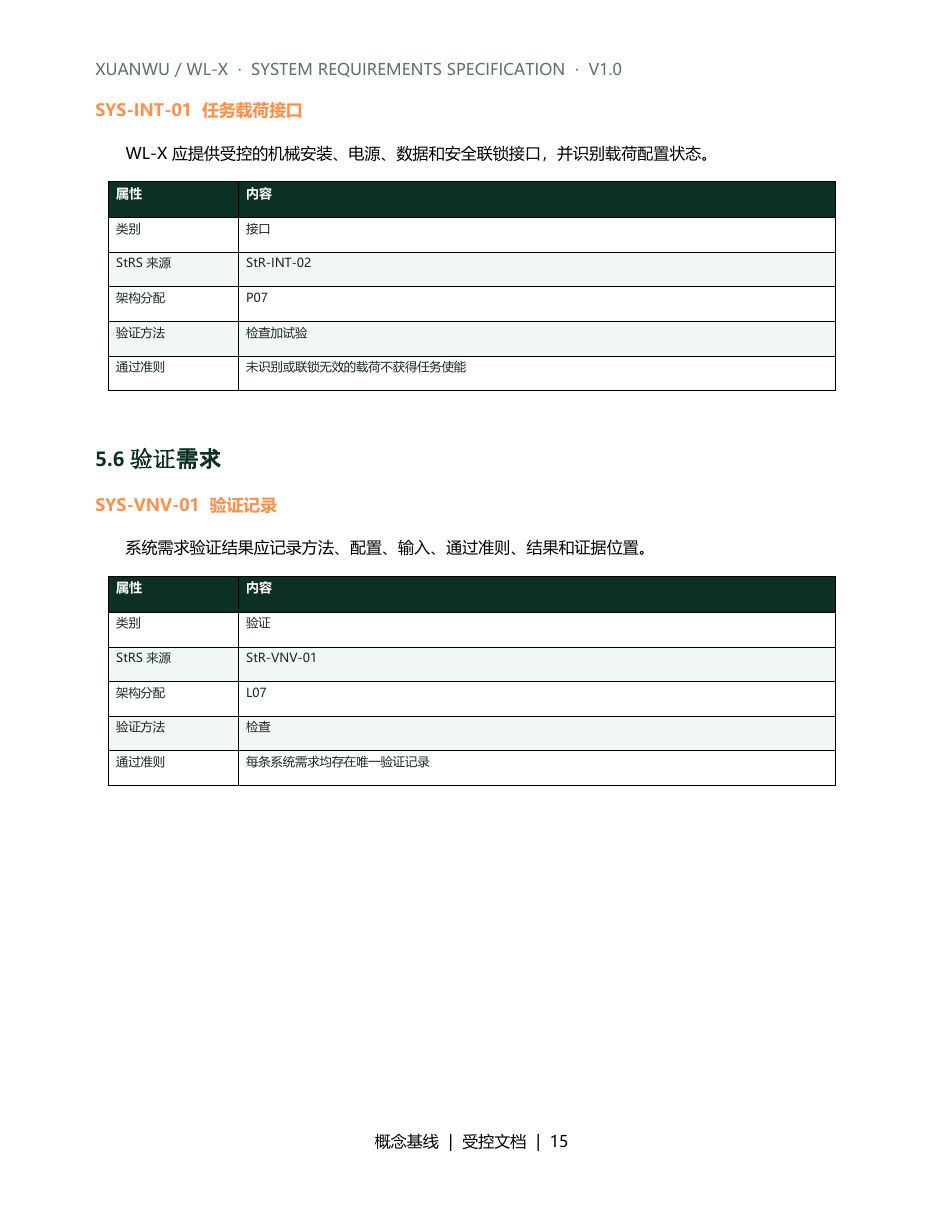 XUANWU / WL-X · SYSTEM REQUIREMENTS SPECIFICATION · V1.0
SYS-INT-01 任务载荷接口
WL-X 应提供受控的机械安装、电源、数据和安全联锁接口，并识别载荷配置状态。
属性 内容
类别 接口
StRS 来源 StR-INT-02
架构分配 P07
验证方法 检查加试验
通过准则 未识别或联锁无效的载荷不获得任务使能
5.6 验证需求
SYS-VNV-01 验证记录
系统需求验证结果应记录方法、配置、输入、通过准则、结果和证据位置。
属性 内容
类别 验证
StRS 来源 StR-VNV-01
架构分配 L07
验证方法 检查
通过准则 每条系统需求均存在唯一验证记录
概念基线 | 受控文档 | 15